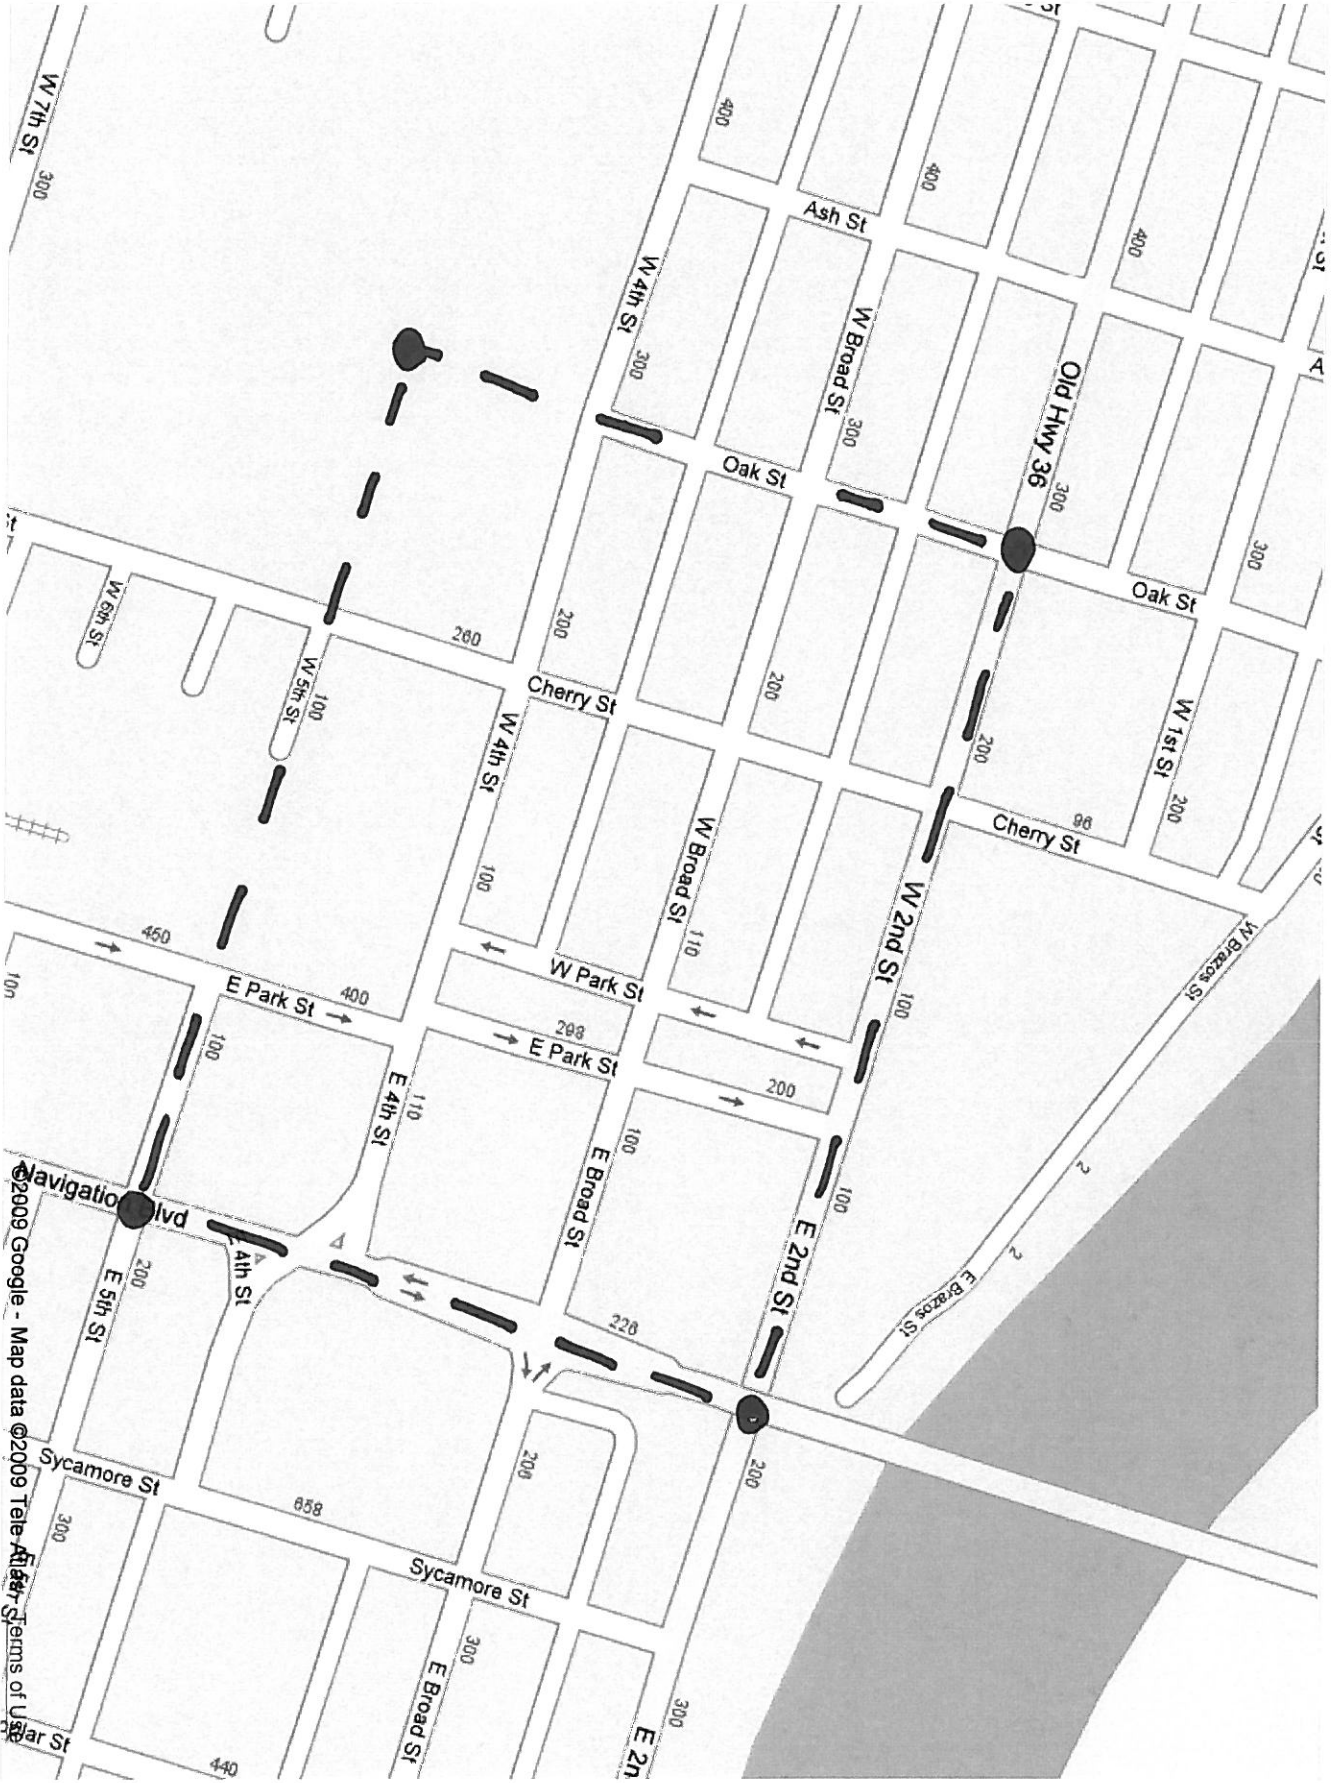 W 7th St
300
400
400
400
Ash St
W 4th St
300
W Broad St
300
Old Hwy 36
300
300
Oak St
Oak St
W 6th St
W 5th St
100
260
200
Cherry St
200
200
W 1st St
200
96
Cherry St
W 4th St
100
W Broad St
110
W 2nd St
100
W Brazos St
450
100
E Park St
400
W Park St
298
E Park St
200
100
E 4th St
110
E Broad St
100
E 2nd St
100
2
2
E Brazos St
Navigation Blvd
4th St
E 5th St
200
226
206
200
Sycamore St
300
658
Sycamore St
300
E Broad St
300
E 2n
440
©2009 Google - Map data ©2009 Tele Atlas - Terms of Use